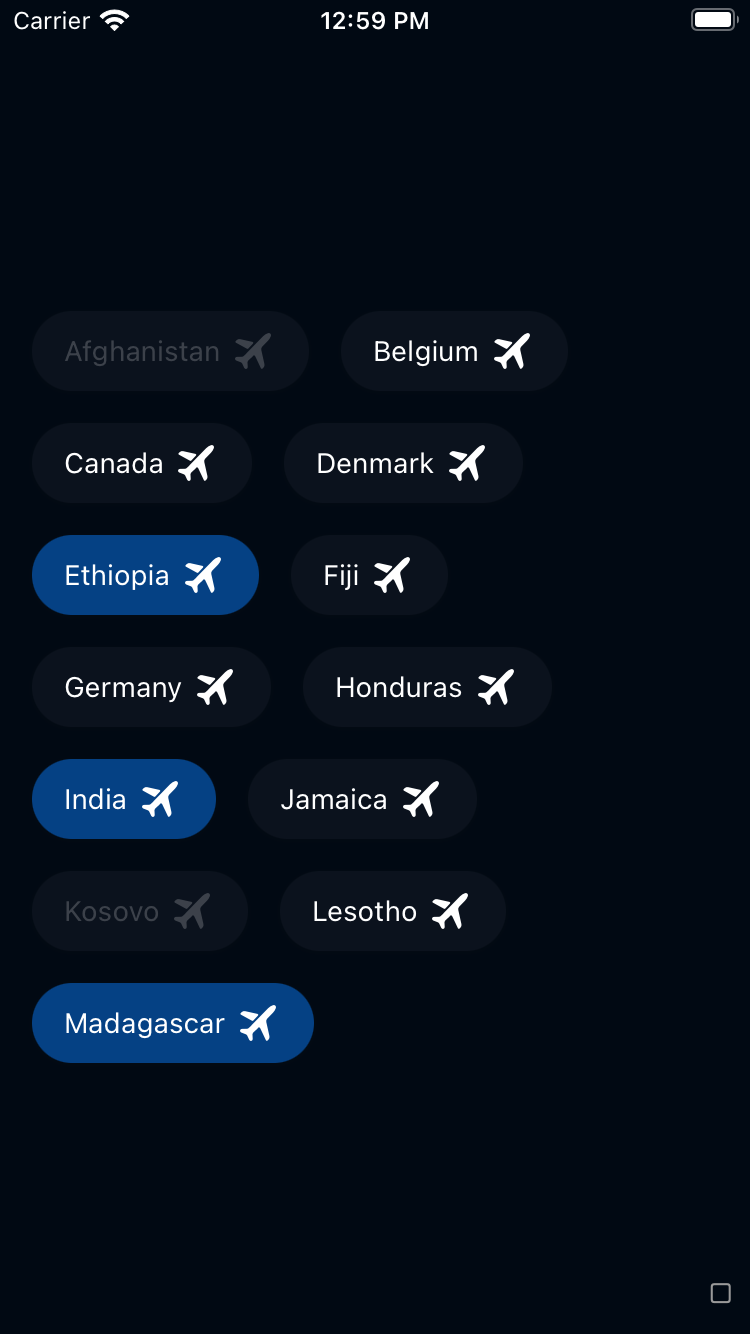 Carrier 12:59 PM
Afghanistan Belgium
Canada Denmark
Ethiopia Fiji
Germany Honduras
India Jamaica
Kosovo Lesotho
Madagascar